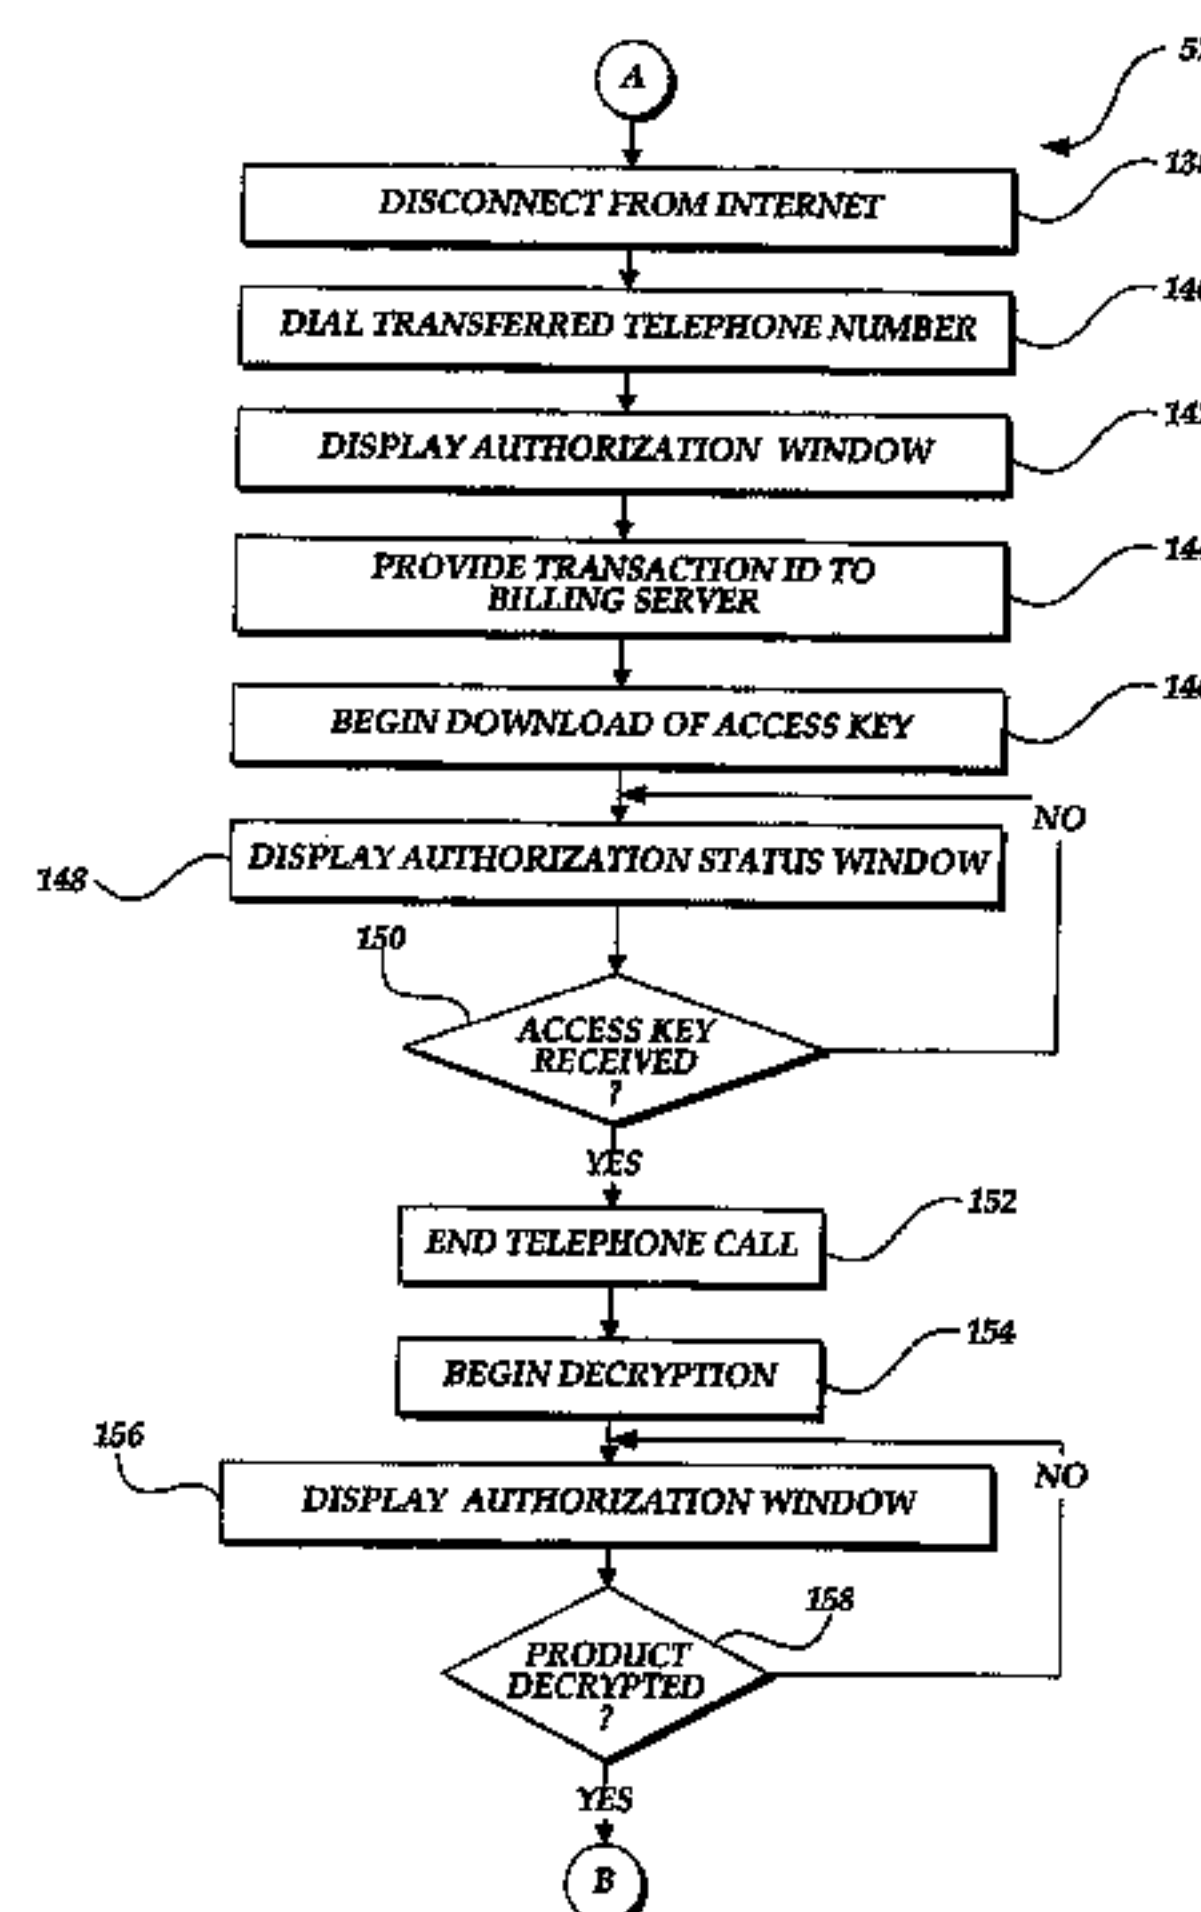 A
DISCONNECT FROM INTERNET
DIAL TRANSFERRED TELEPHONE NUMBER
DISPLAY AUTHORIZATION WINDOW
PROVIDE TRANSACTION ID TO
BILLING SERVER
BEGIN DOWNLOAD OF ACCESS KEY
NO
DISPLAY AUTHORIZATION STATUS WINDOW
148
150
ACCESS KEY
RECEIVED
?
YES
152
END TELEPHONE CALL
154
BEGIN DECRYPTION
156
NO
DISPLAY AUTHORIZATION WINDOW
158
PRODUCT
DECRYPTED
?
YES
B